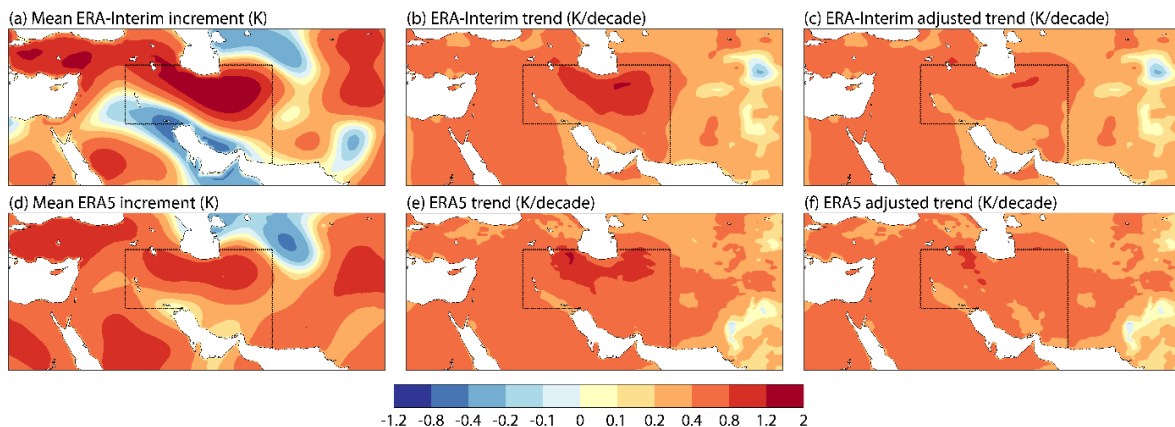 (a) Mean ERA-Interim increment (K)
(b) ERA-Interim trend (K/decade)
(c) ERA-Interim adjusted trend (K/decade)
(d) Mean ERA5 increment (K)
(e) ERA5 trend (K/decade)
(f) ERA5 adjusted trend (K/decade)
-1.2 -0.8 -0.4 -0.2 -0.1 0 0.1 0.2 0.4 0.8 1.2 2